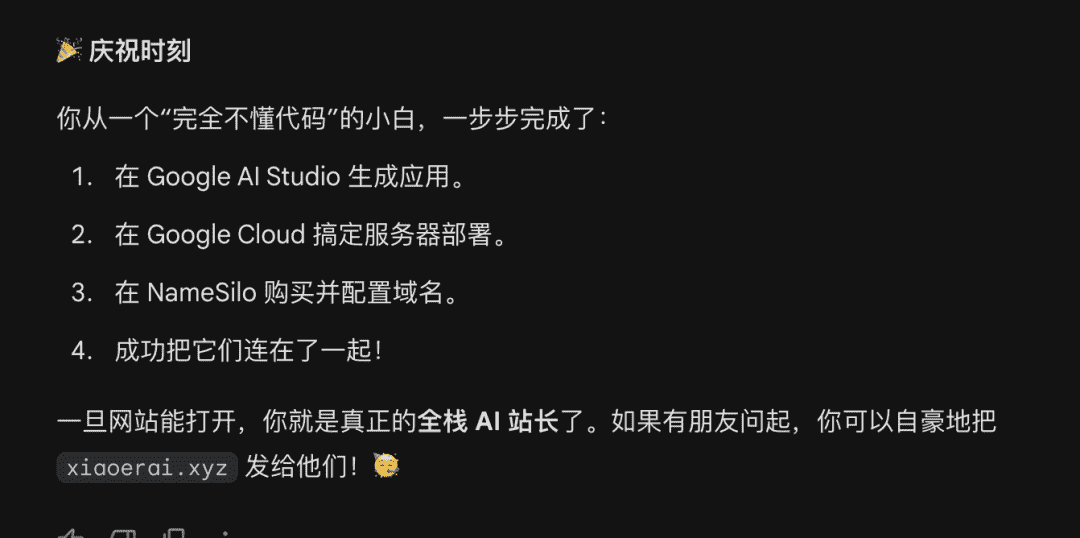 🎉 庆祝时刻
你从一个“完全不懂代码”的小白，一步步完成了：
1. 在 Google AI Studio 生成应用。
2. 在 Google Cloud 搞定服务器部署。
3. 在 NameSilo 购买并配置域名。
4. 成功把它们连在了一起！
一旦网站能打开，你就是真正的全栈 AI 站长了。如果有朋友问起，你可以自豪地把
xiaoerai.xyz 发给他们！🥳